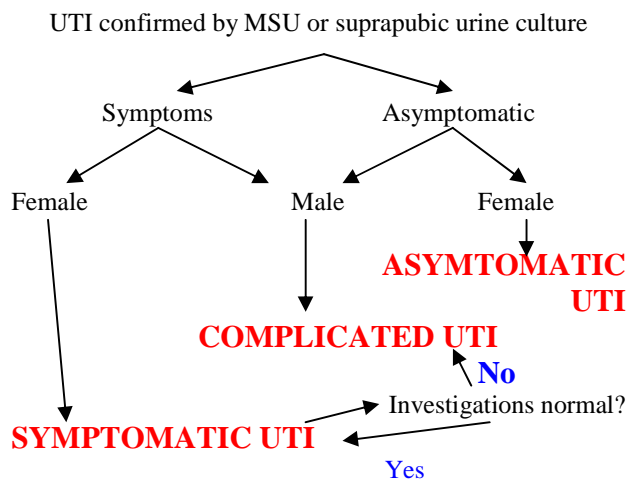 UTI confirmed by MSU or suprapubic urine culture
Symptoms
Asymptomatic
Female
Male
Female
ASYMTOMATIC
UTI
COMPLICATED UTI
No
Investigations normal?
SYMPTOMATIC UTI
Yes